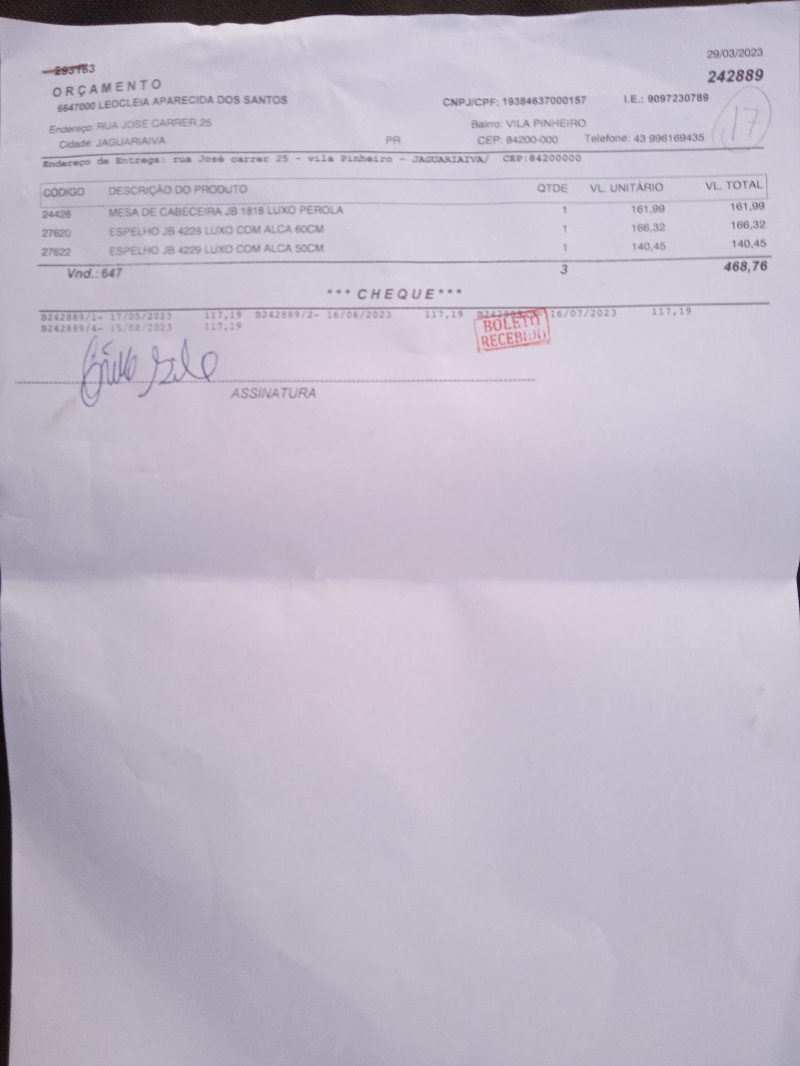 29/03/2023
293163
242889
ORÇAMENTO
5547000 LEOCLEIA APARECIDA DOS SANTOS CNPJ/CPF: 19384637000157 I.E.: 9097230789
17
Endereço: RUA JOSE CARRER,25 Bairro: VILA PINHEIRO
Cidade: JAGUARIAIVA PR CEP: 84200-000 Telefone: 43 996169435
Endereço de Entrega: rua José carrer 25 - vila Pinheiro - JAGUARIAIVA/ CEP:84200000
CÓDIGO DESCRIÇÃO DO PRODUTO QTDE VL. UNITÁRIO VL. TOTAL
24428 MESA DE CABECEIRA JB 1818 LUXO PEROLA 1 161,99 161,99
27620 ESPELHO JB 4228 LUXO COM ALCA 60CM 1 166,32 166,32
27622 ESPELHO JB 4229 LUXO COM ALCA 50CM 1 140,45 140,45
Vnd.: 647 3 468,76
*** CHEQUE ***
B242889/1- 17/05/2023 117,19 B242889/2- 16/06/2023 117,19 16/07/2023 117,19
B242889/4- 15/08/2023 117,19
BOLETO
RECEBIDO
ASSINATURA